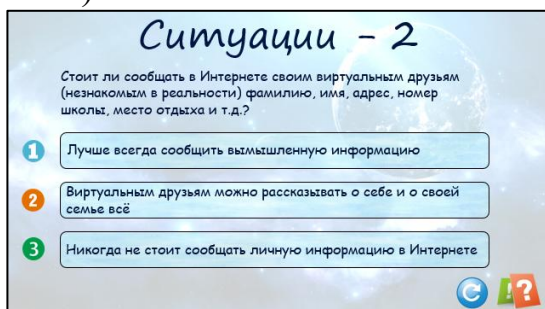 Ситуации - 2
Стоит ли сообщать в Интернете своим виртуальным друзьям
(незнакомым в реальности) фамилию, имя, адрес, номер
школы, место отдыха и т.д.?
1 Лучше всегда сообщить вымышленную информацию
2 Виртуальным друзьям можно рассказывать о себе и о своей
семье всё
3 Никогда не стоит сообщать личную информацию в Интернете
!?